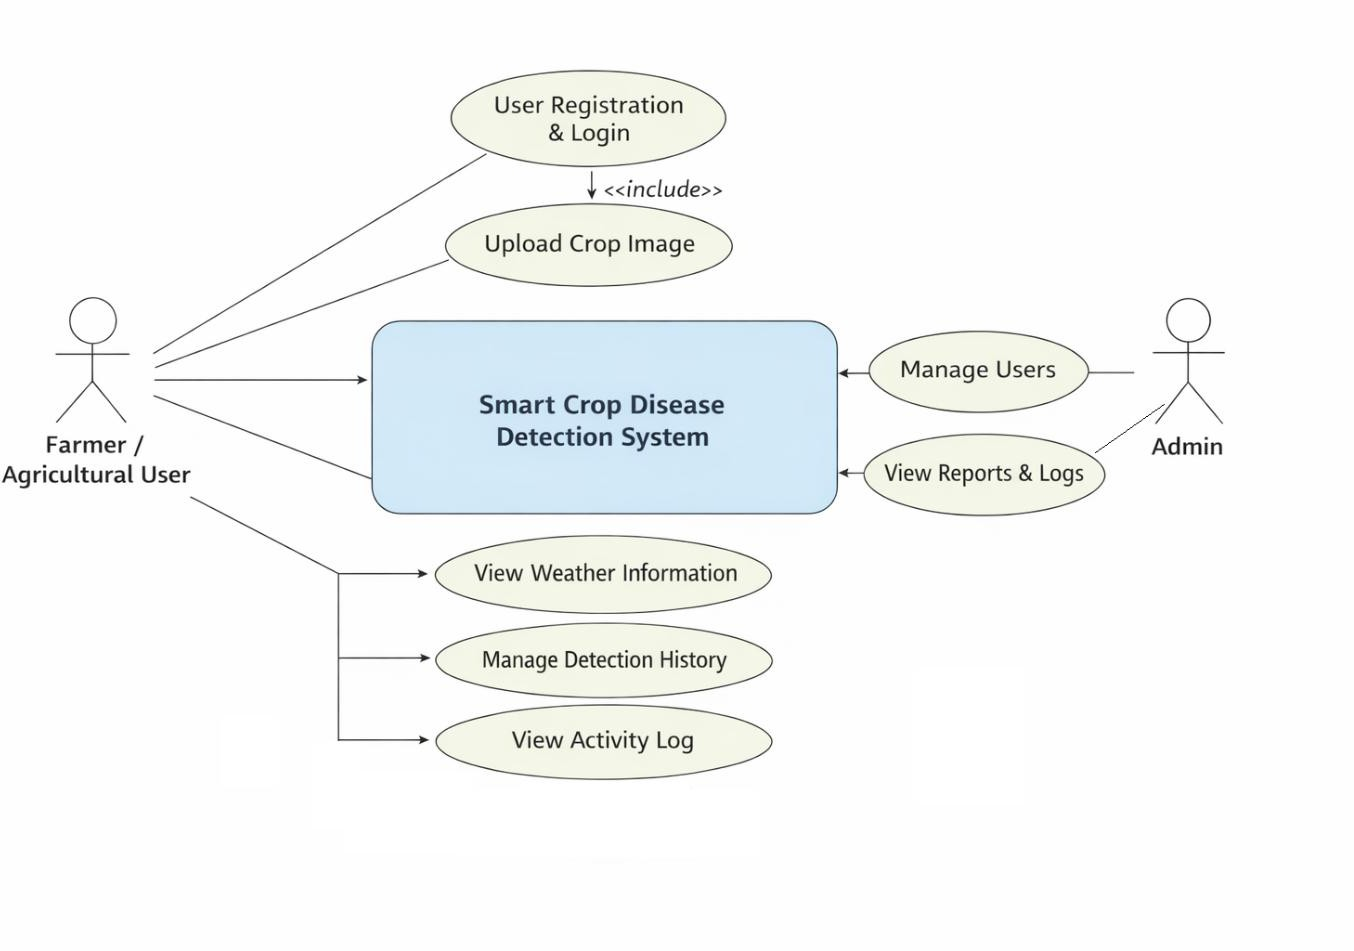 User Registration
& Login
<<include>>
Upload Crop Image
Smart Crop Disease
Detection System
Manage Users
View Reports & Logs
Farmer /
Agricultural User
Admin
View Weather Information
Manage Detection History
View Activity Log